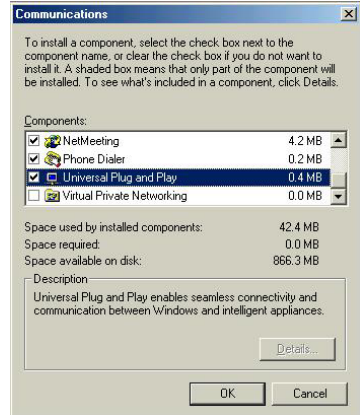 Communications
To install a component, select the check box next to the
component name, or clear the check box if you do not want to
install it. A shaded box means that only part of the component will
be installed. To see what's included in a component, click Details.
Components:
NetMeeting 4.2 MB
Phone Dialer 0.2 MB
Universal Plug and Play 0.4 MB
Virtual Private Networking 0.0 MB
Space used by installed components: 42.4 MB
Space required: 0.0 MB
Space available on disk: 866.3 MB
Description
Universal Plug and Play enables seamless connectivity and
communication between Windows and intelligent appliances.
Details...
OK Cancel